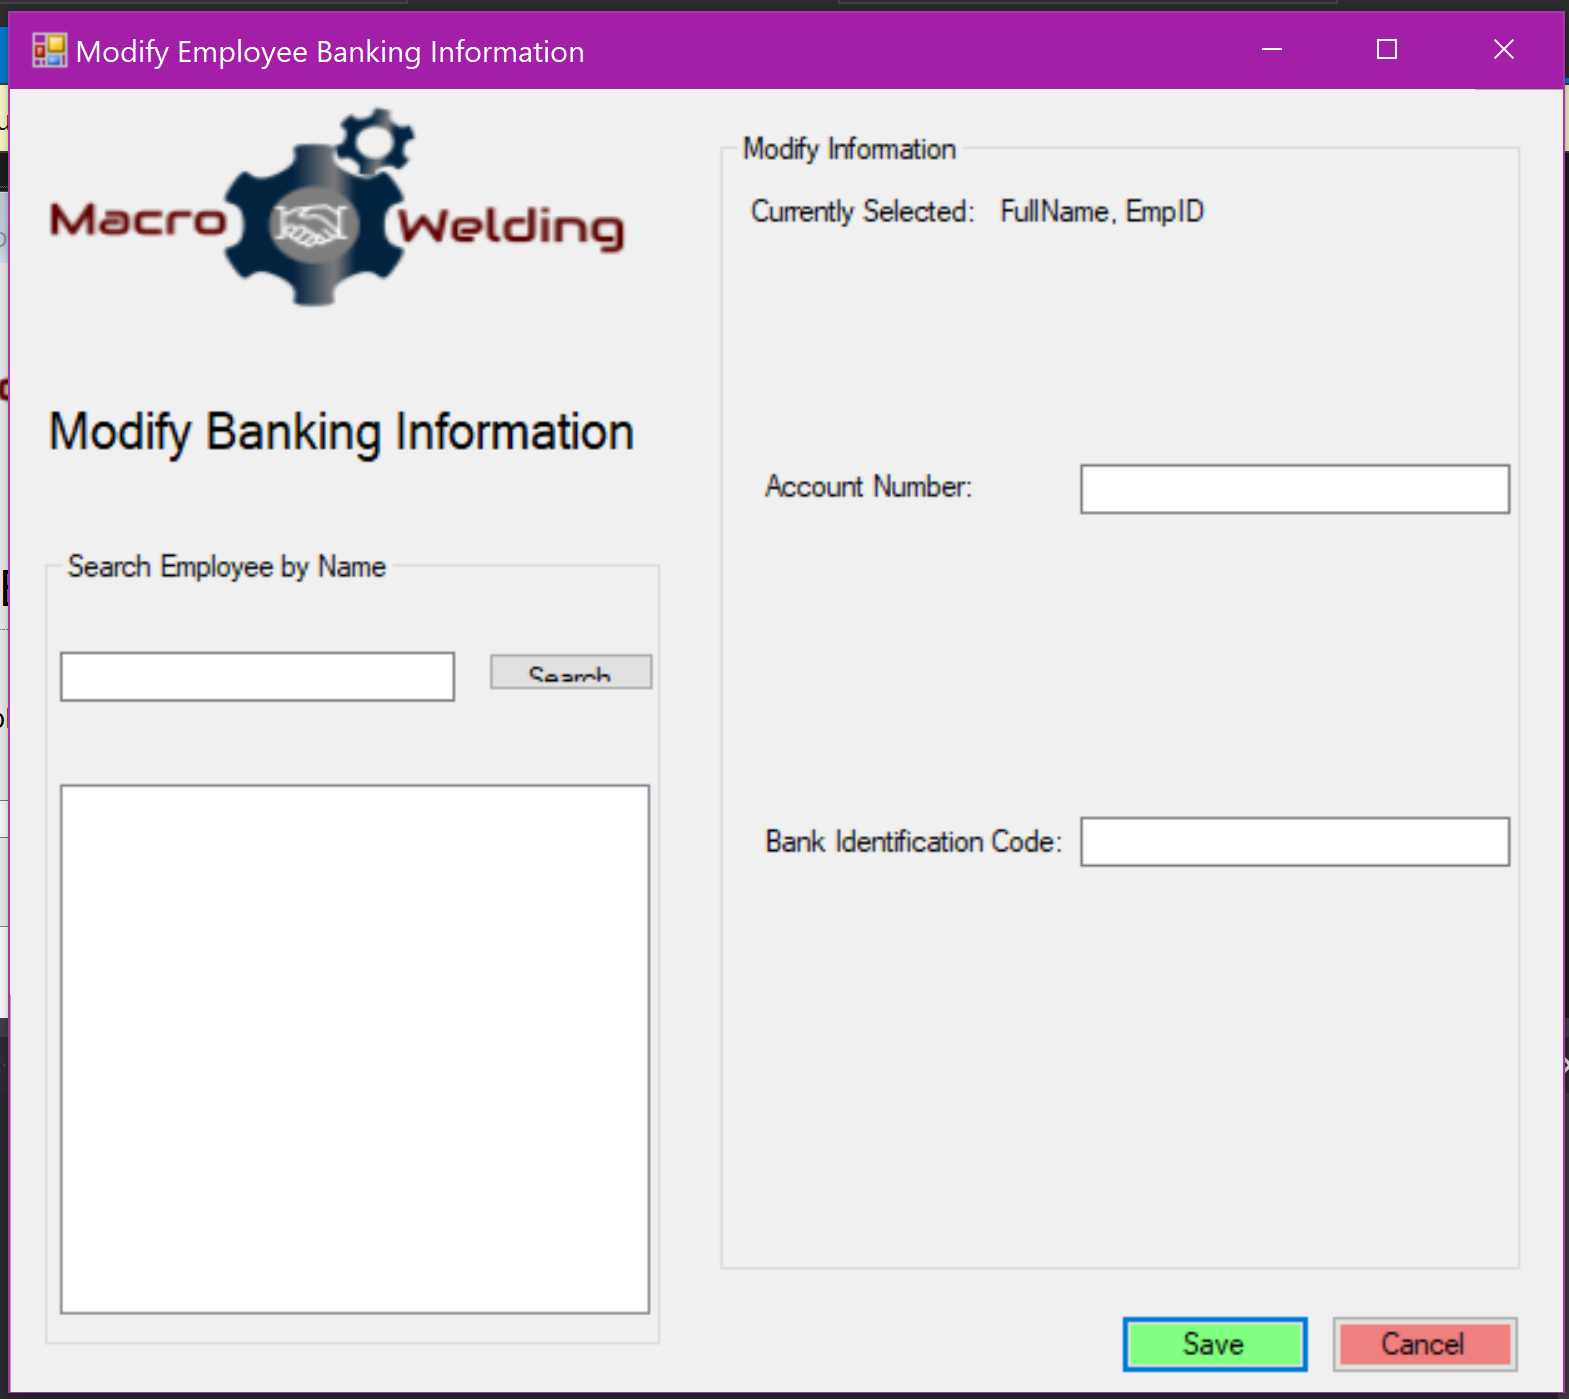 Modify Employee Banking Information
Macro Welding
Modify Banking Information
Search Employee by Name
Search
Modify Information
Currently Selected: FullName, EmpID
Account Number:
Bank Identification Code:
Save
Cancel